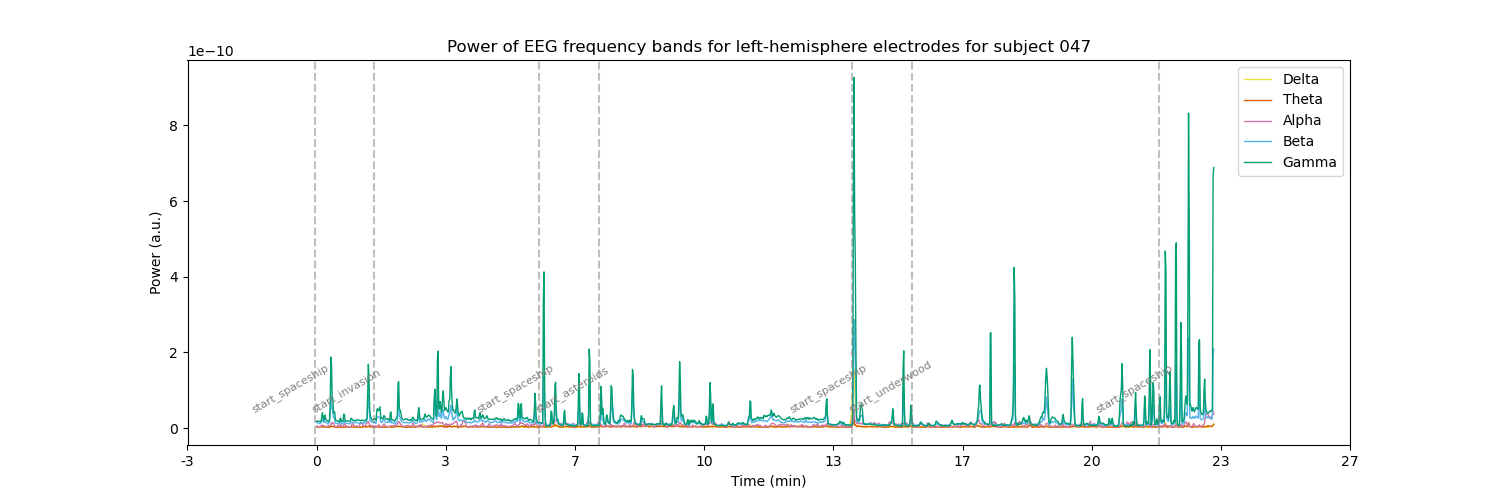 Power of EEG frequency bands for left-hemisphere electrodes for subject 047
1e−10
Delta
Theta
Alpha
Beta
Gamma
8
6
4
2
0
Power (a.u.)
start_spaceship
start_invasion
start_spaceship
start_asteroids
start_spaceship
start_underwood
start_spaceship
-3 0 3 7 10 13 17 20 23 27
Time (min)